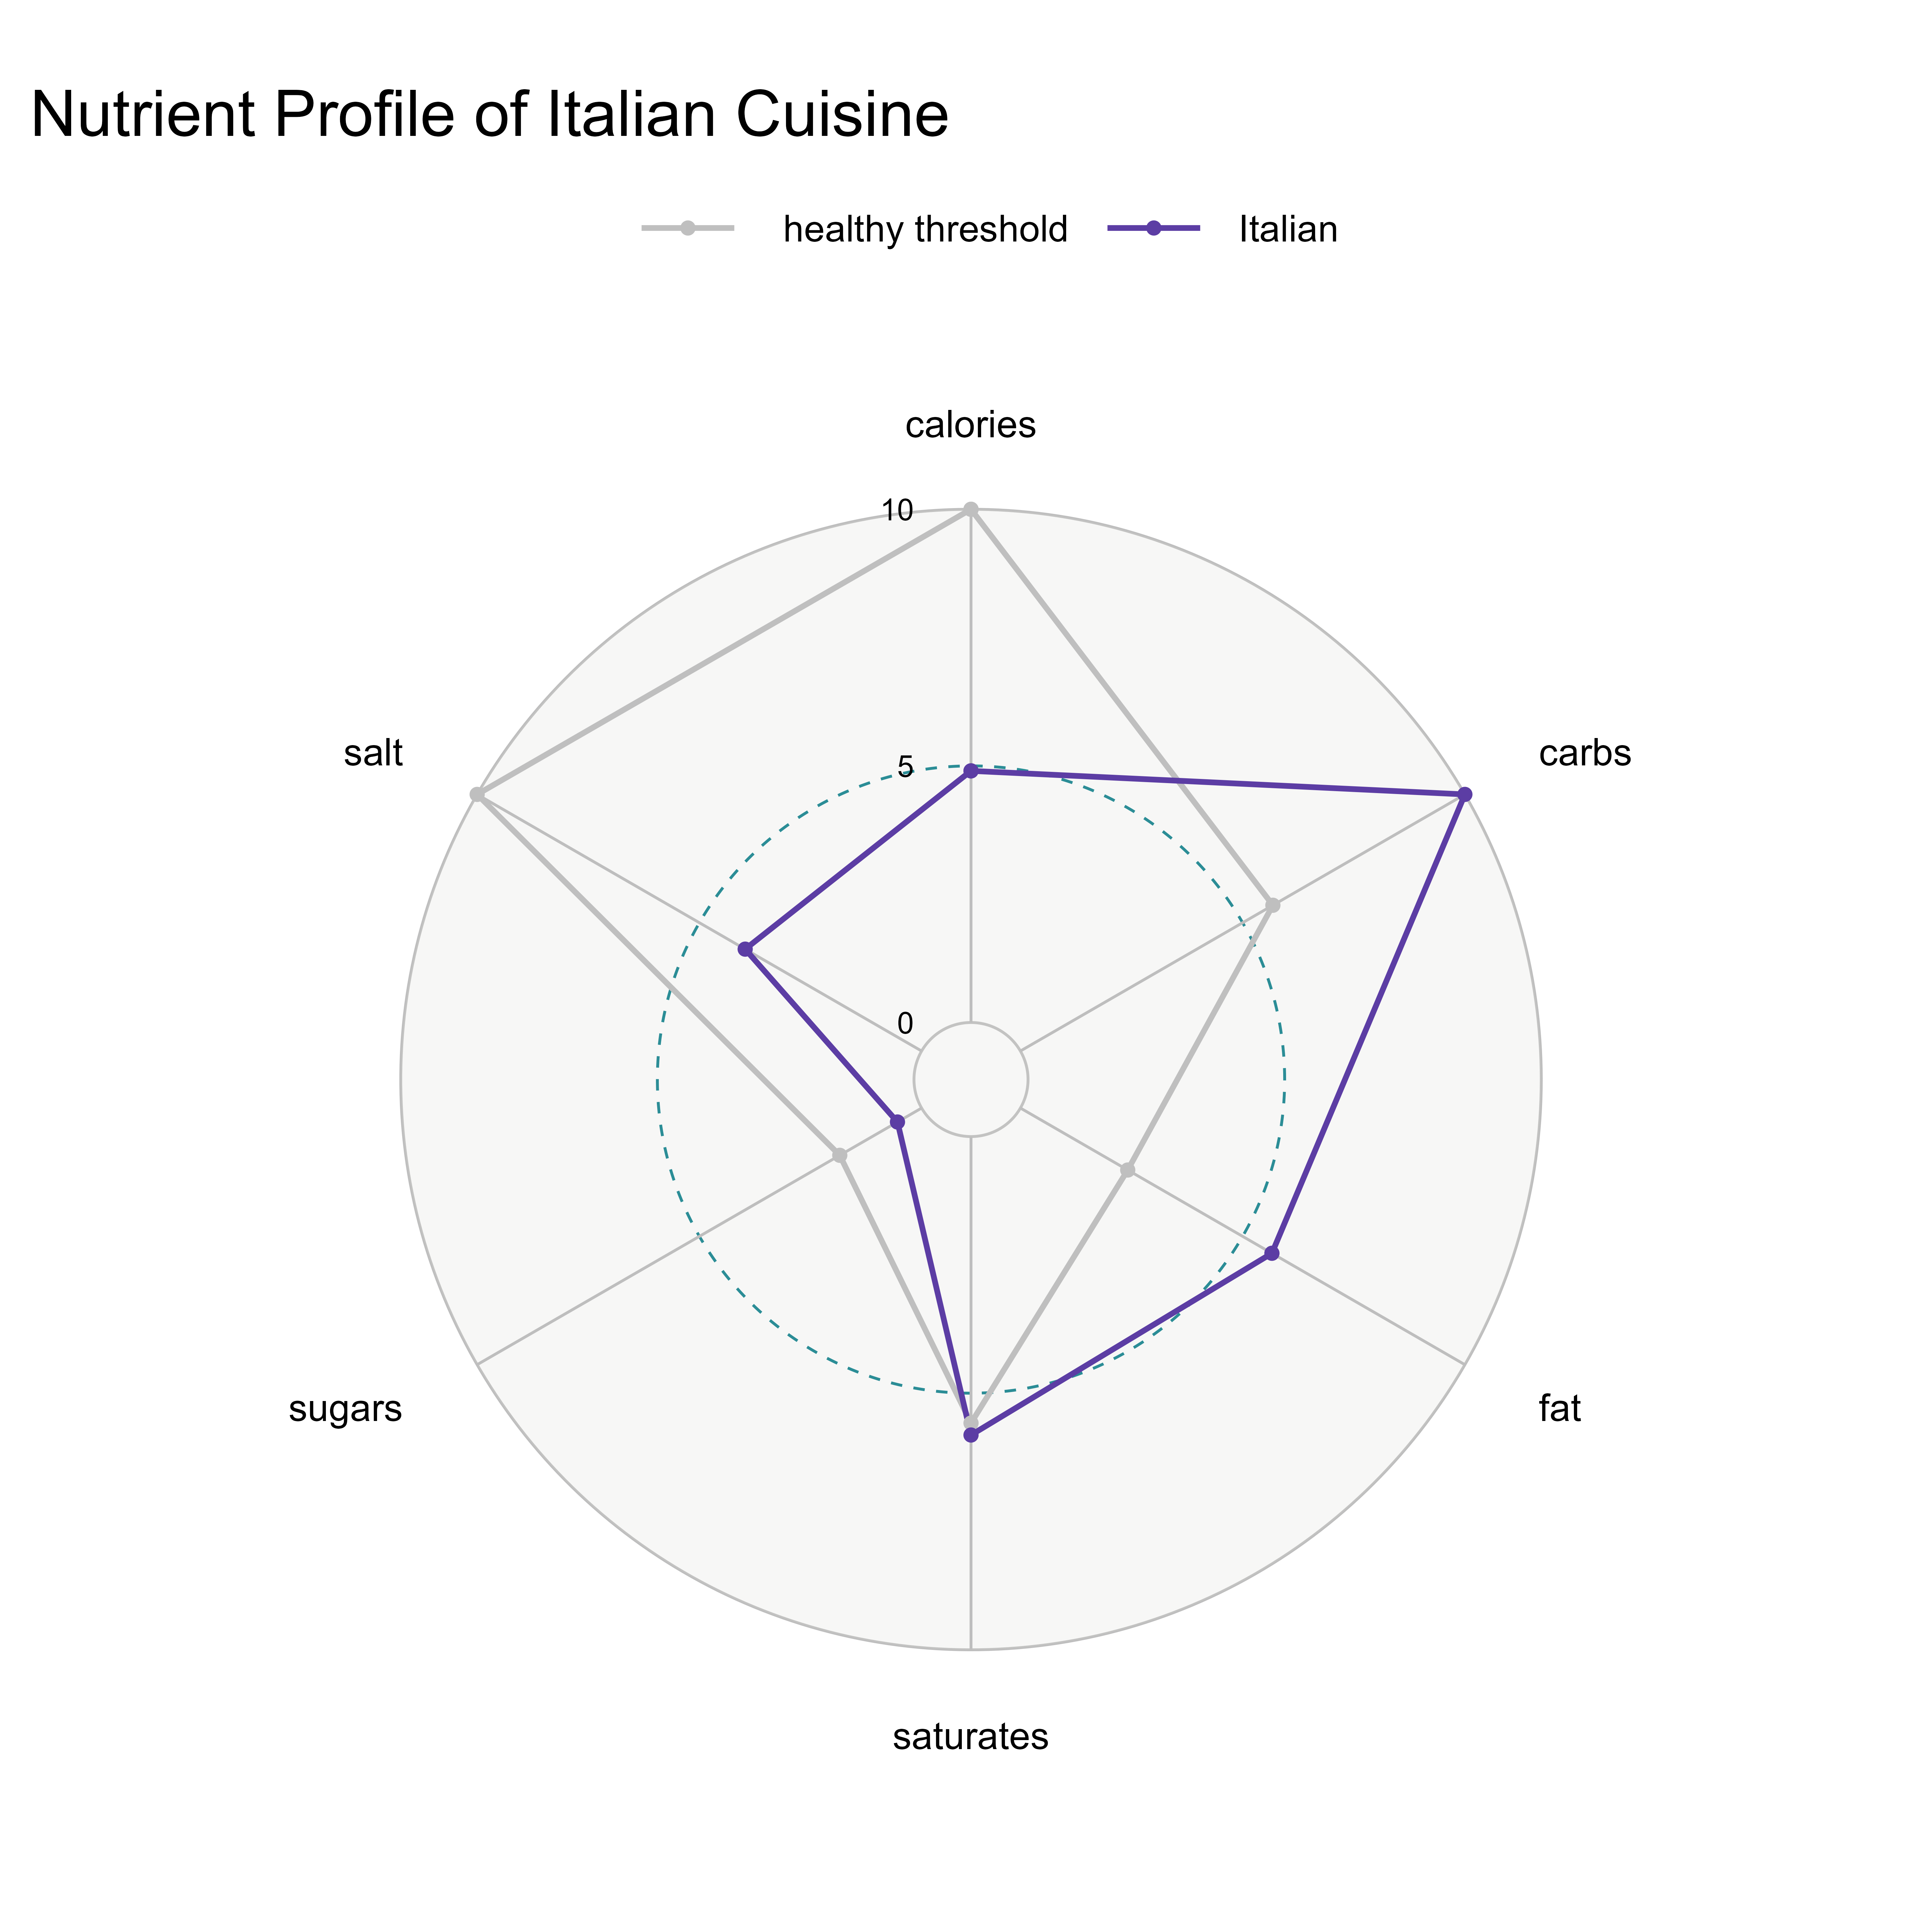 Nutrient Profile of Italian Cuisine
healthy threshold Italian
calories
10
salt
carbs
5
0
sugars
fat
saturates